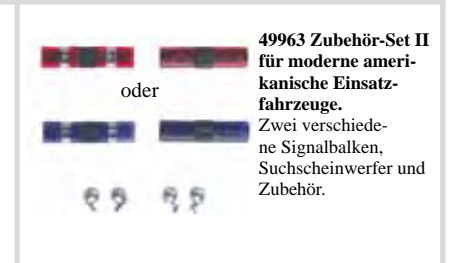 49963 Zubehör-Set II
für moderne ameri-
kanische Einsatz-
fahrzeuge.
Zwei verschiede-
ne Signalbalken,
Suchscheinwerfer und
Zubehör.
oder